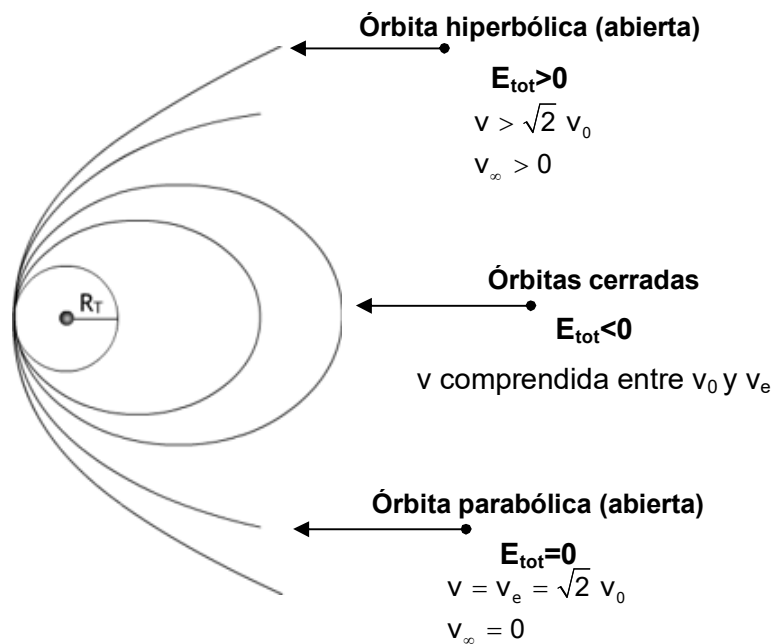 Órbita hiperbólica (abierta)
E_tot>0
v > √2 v₀
v_∞ > 0
R_T
Órbitas cerradas
E_tot<0
v comprendida entre v₀ y v_e
Órbita parabólica (abierta)
E_tot=0
v = v_e = √2 v₀
v_∞ = 0